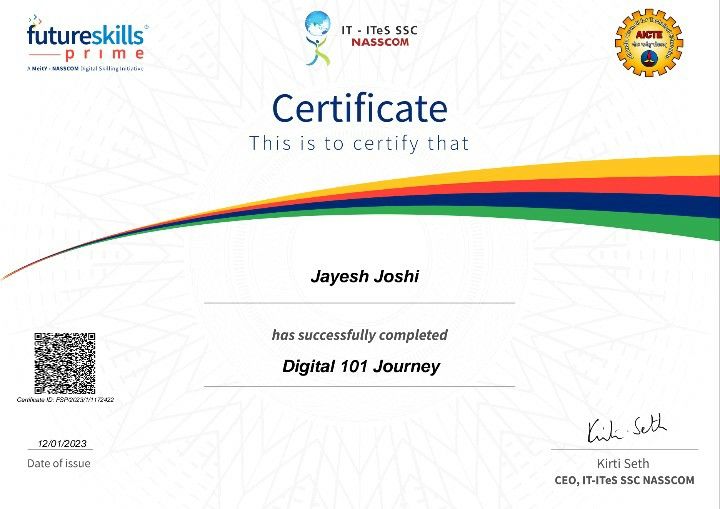 futureskills
prime
A MeitY - NASSCOM Digital Skilling Initiative
IT - ITeS SSC
NASSCOM
AICTE
Certificate
This is to certify that
Jayesh Joshi
has successfully completed
Digital 101 Journey
Certificate ID: FSP/2023/1/1172422
12/01/2023
Date of issue
Kirti Seth
Kirti Seth
CEO, IT-ITeS SSC NASSCOM